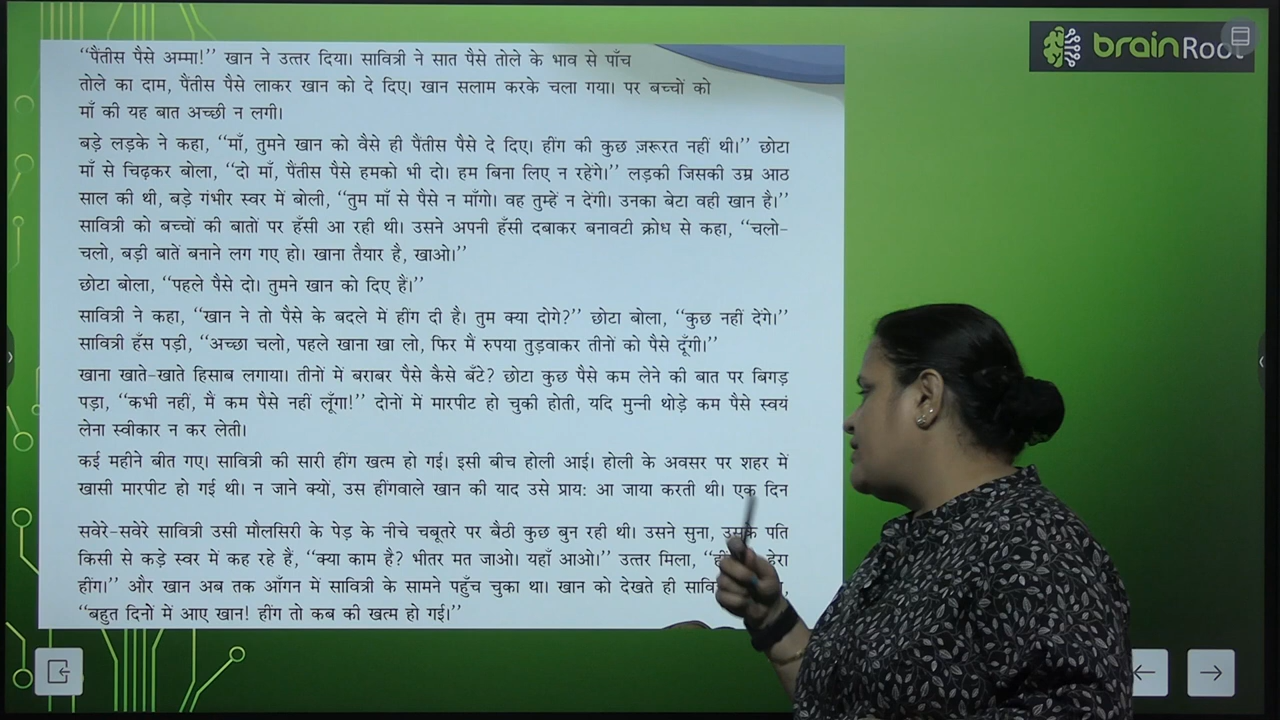 brainRoot
“पैंतीस पैसे अम्मा!” खान ने उत्तर दिया। सावित्री ने सात पैसे तोले के भाव से पाँच
तोले का दाम, पैंतीस पैसे लाकर खान को दे दिए। खान सलाम करके चला गया। पर बच्चों को
माँ की यह बात अच्छी न लगी।
बड़े लड़के ने कहा, “माँ, तुमने खान को वैसे ही पैंतीस पैसे दे दिए। हींग की कुछ ज़रूरत नहीं थी।” छोटा
माँ से चिढ़कर बोला, “दो माँ, पैंतीस पैसे हमको भी दो। हम बिना लिए न रहेंगे।” लड़की जिसकी उम्र आठ
साल की थी, बड़े गंभीर स्वर में बोली, “तुम माँ से पैसे न माँगो। वह तुम्हें न देंगी। उनका बेटा वही खान है।”
सावित्री को बच्चों की बातों पर हँसी आ रही थी। उसने अपनी हँसी दबाकर बनावटी क्रोध से कहा, “चलो-
चलो, बड़ी बातें बनाने लग गए हो। खाना तैयार है, खाओ।”
छोटा बोला, “पहले पैसे दो। तुमने खान को दिए हैं।”
सावित्री ने कहा, “खान ने तो पैसे के बदले में हींग दी है। तुम क्या दोगे?” छोटा बोला, “कुछ नहीं देंगे।”
सावित्री हँस पड़ी, “अच्छा चलो, पहले खाना खा लो, फिर मैं रुपया तुड़वाकर तीनों को पैसे दूँगी।”
खाना खाते-खाते हिसाब लगाया। तीनों में बराबर पैसे कैसे बँटे? छोटा कुछ पैसे कम लेने की बात पर बिगड़
पड़ा, “कभी नहीं, मैं कम पैसे नहीं लूँगा!” दोनों में मारपीट हो चुकी होती, यदि मुन्नी थोड़े कम पैसे स्वयं
लेना स्वीकार न कर लेती।
कई महीने बीत गए। सावित्री की सारी हींग खत्म हो गई। इसी बीच होली आई। होली के अवसर पर शहर में
खासी मारपीट हो गई थी। न जाने क्यों, उस हींगवाले खान की याद उसे प्राय: आ जाया करती थी। एक दिन
सवेरे-सवेरे सावित्री उसी मौलसिरी के पेड़ के नीचे चबूतरे पर बैठी कुछ बुन रही थी। उसने सुना, उसके पति
किसी से कड़े स्वर में कह रहे हैं, “क्या काम है? भीतर मत जाओ। यहाँ आओ।” उत्तर मिला, “हेरा
हींग।” और खान अब तक आँगन में सावित्री के सामने पहुँच चुका था। खान को देखते ही
“बहुत दिनों में आए खान! हींग तो कब की खत्म हो गई।”